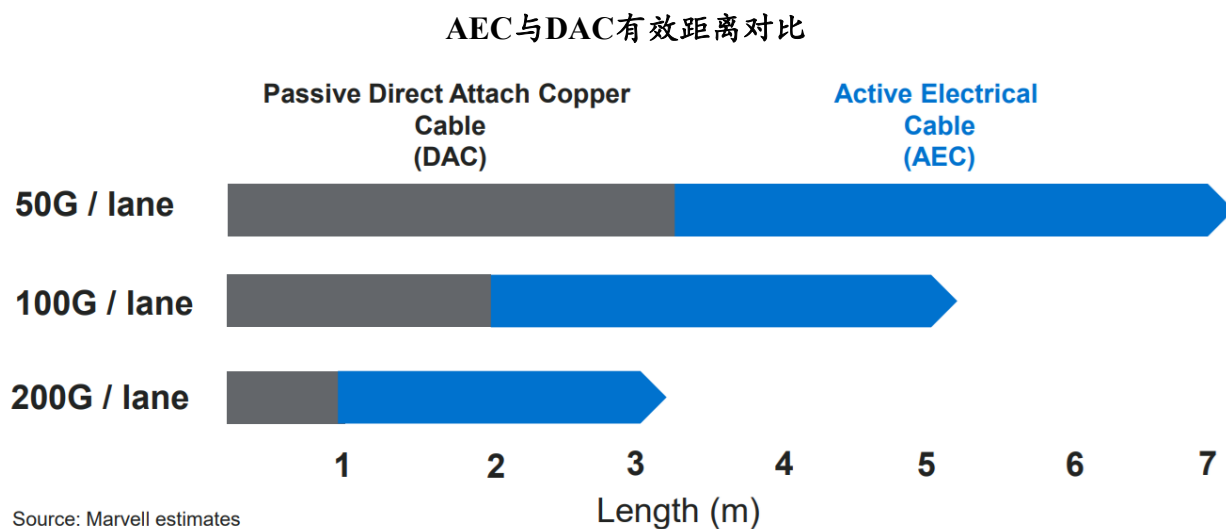 AEC与DAC有效距离对比
Passive Direct Attach Copper
Cable
(DAC)
Active Electrical
Cable
(AEC)
50G / lane
100G / lane
200G / lane
1 2 3 4 5 6 7
Length (m)
Source: Marvell estimates